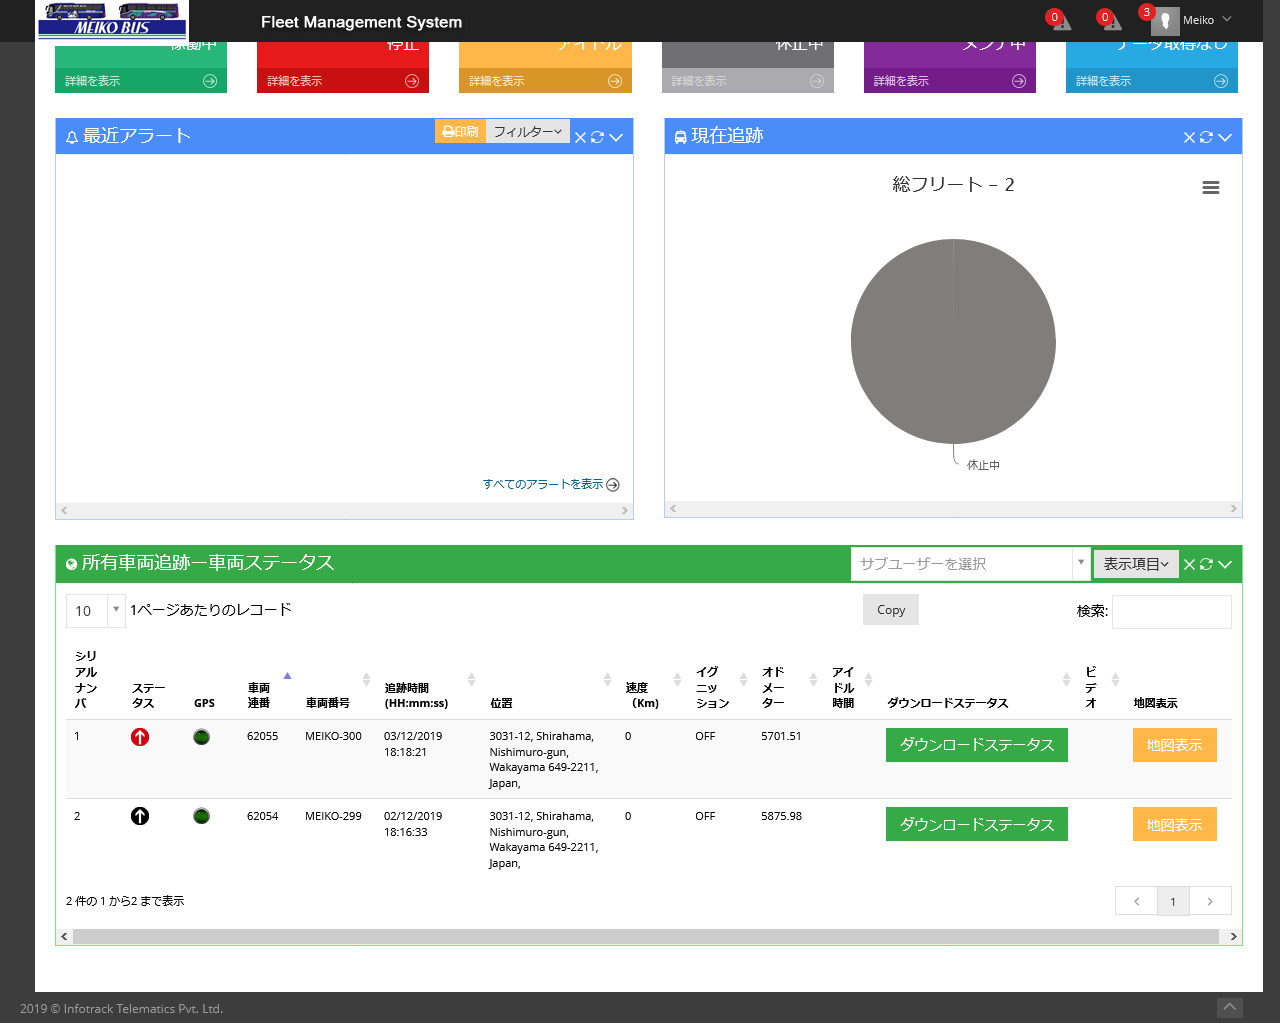 MEIKO BUS
Fleet Management System
0
0
3
Meiko
稼働中
停止
アイドル
休止中
メンテ中
データ取得なし
詳細を表示
詳細を表示
詳細を表示
詳細を表示
詳細を表示
詳細を表示
最近アラート
印刷
フィルター
現在追跡
総フリート – 2
休止中
すべてのアラートを表示
所有車両追跡ー車両ステータス
サブユーザーを選択
表示項目
10
1ページあたりのレコード
Copy
検索:
シリアルナンバ
ステータス
GPS
車両連番
車両番号
追跡時間 (HH:mm:ss)
位置
速度 (Km)
イグニッション
オドメーター
アイドル時間
ダウンロードステータス
ビデオ
地図表示
1
62055
MEIKO-300
03/12/2019 18:18:21
3031-12, Shirahama, Nishimuro-gun, Wakayama 649-2211, Japan,
0
OFF
5701.51
ダウンロードステータス
地図表示
2
62054
MEIKO-299
02/12/2019 18:16:33
3031-12, Shirahama, Nishimuro-gun, Wakayama 649-2211, Japan,
0
OFF
5875.98
ダウンロードステータス
地図表示
2 件の 1 から2 まで表示
1
2019 © Infotrack Telematics Pvt. Ltd.